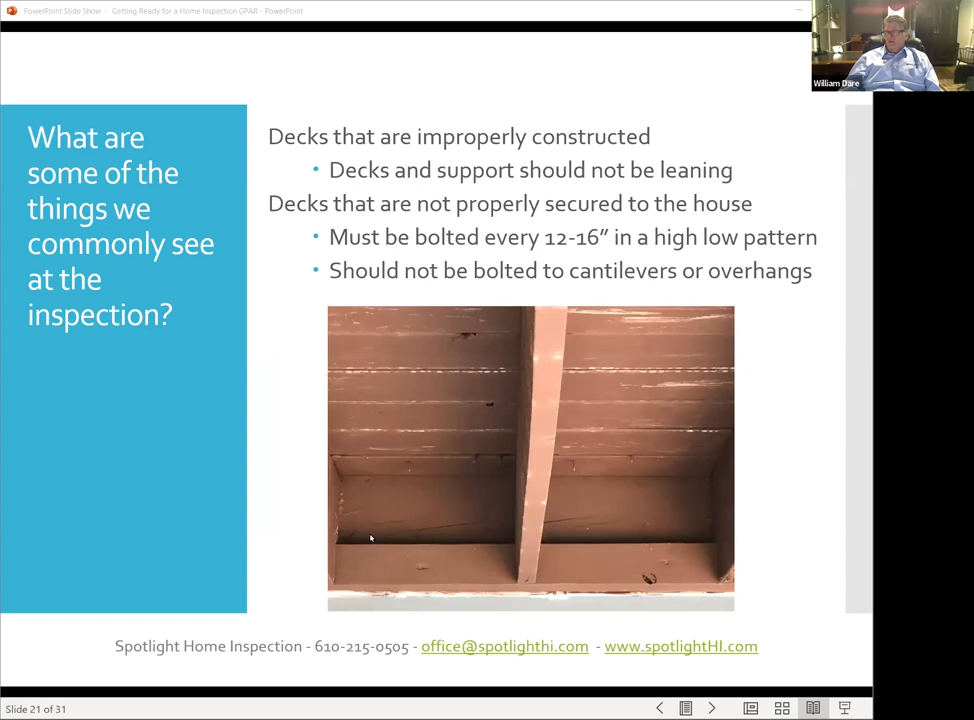 PowerPoint Slide Show - Getting Ready for a Home Inspection GPAR - PowerPoint
William Dare
What are
some of the
things we
commonly see
at the
inspection?
Decks that are improperly constructed
• Decks and support should not be leaning
Decks that are not properly secured to the house
• Must be bolted every 12-16” in a high low pattern
• Should not be bolted to cantilevers or overhangs
Spotlight Home Inspection - 610-215-0505 - office@spotlighthi.com - www.spotlightHI.com
Slide 21 of 31